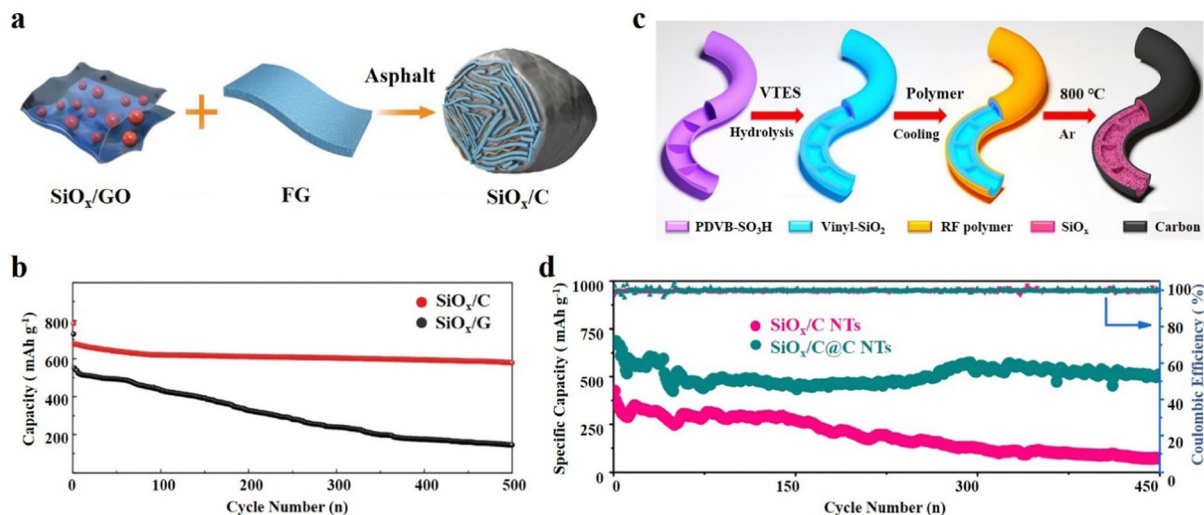 a
Asphalt
SiOₓ/GO
FG
SiOₓ/C
c
VTES
Hydrolysis
Polymer
Cooling
800 °C
Ar
PDVB-SO₃H
Vinyl-SiO₂
RF polymer
SiOₓ
Carbon
b
Capacity ( mAh g⁻¹)
800
600
400
200
SiOₓ/C
SiOₓ/G
0
100
200
300
400
500
Cycle Number (n)
d
Specific Capacity ( mAh g⁻¹)
1000
750
500
250
0
SiOₓ/C NTs
SiOₓ/C@C NTs
100
80
60
40
20
0
Coulombic Efficiency ( %)
0
150
300
450
Cycle Number (n)